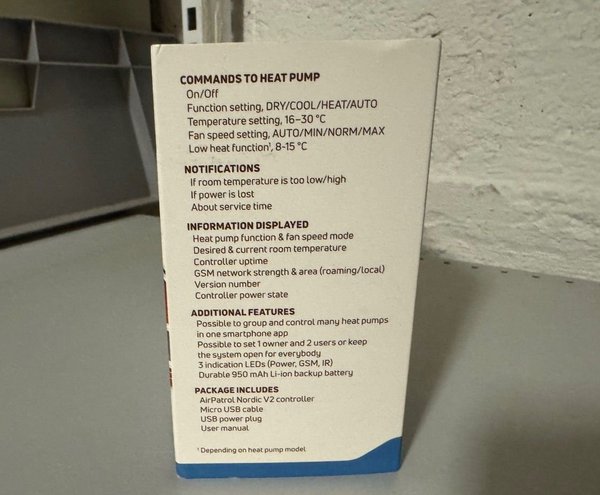 COMMANDS TO HEAT PUMP
On/Off
Function setting, DRY/COOL/HEAT/AUTO
Temperature setting, 16–30 °C
Fan speed setting, AUTO/MIN/NORM/MAX
Low heat function¹, 8-15 °C
NOTIFICATIONS
If room temperature is too low/high
If power is lost
About service time
INFORMATION DISPLAYED
Heat pump function & fan speed mode
Desired & current room temperature
Controller uptime
GSM network strength & area (roaming/local)
Version number
Controller power state
ADDITIONAL FEATURES
Possible to group and control many heat pumps
in one smartphone app
Possible to set 1 owner and 2 users or keep
the system open for everybody
3 indication LEDs (Power, GSM, IR)
Durable 950 mAh Li-ion backup battery
PACKAGE INCLUDES
AirPatrol Nordic V2 controller
Micro USB cable
USB power plug
User manual
¹ Depending on heat pump model